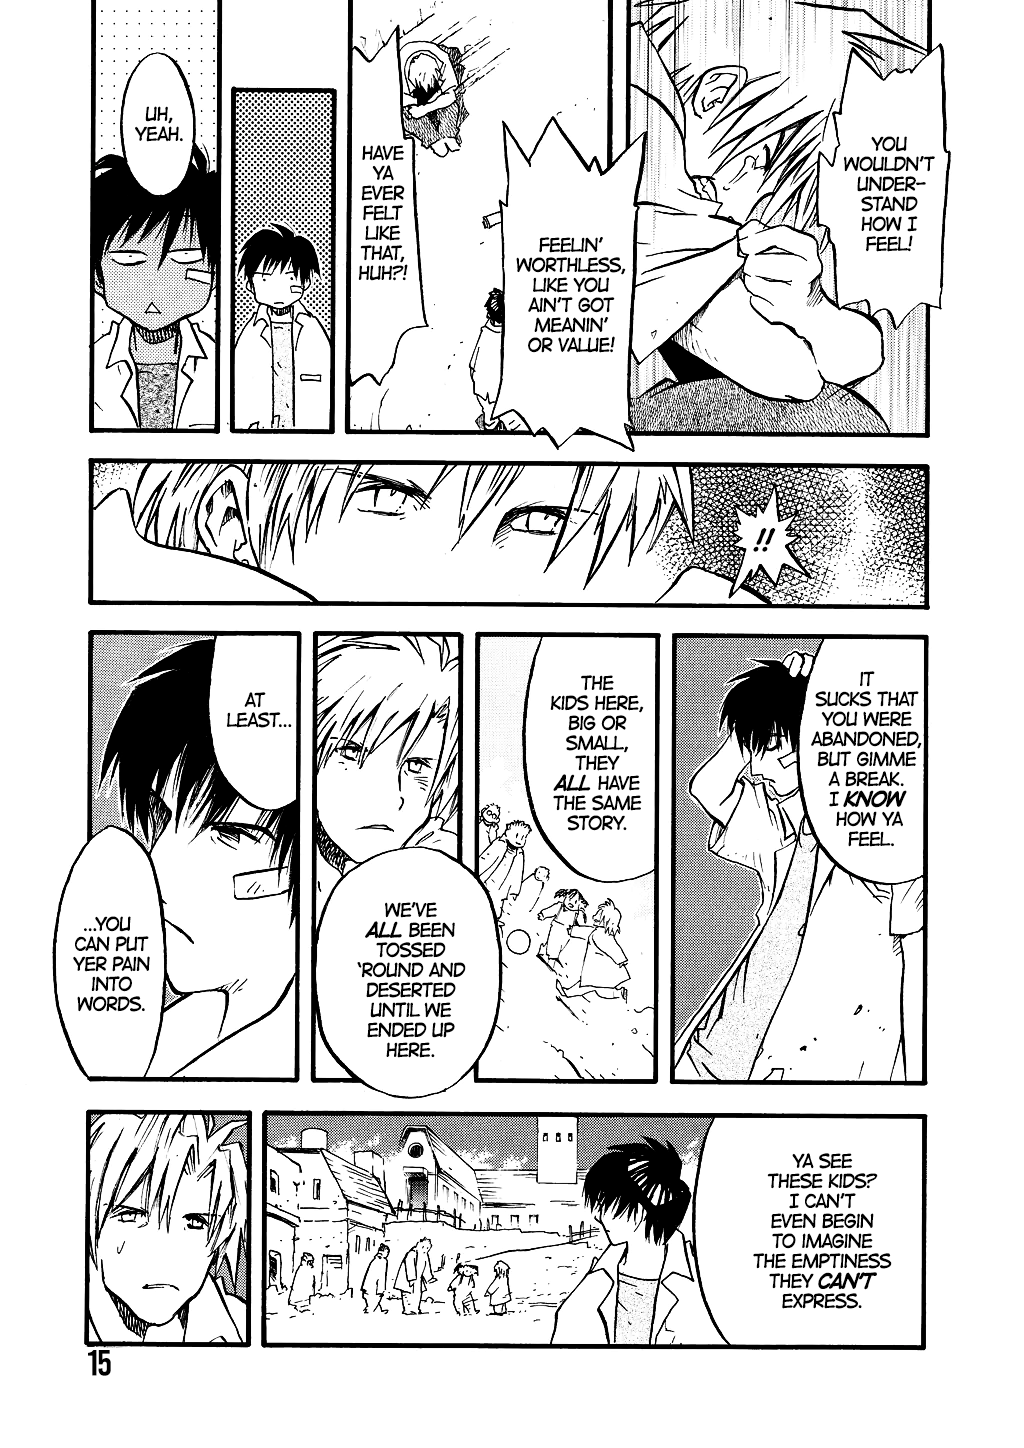 YOU
WOULDN'T
UNDER-
STAND
HOW I
FEEL!
FEELIN'
WORTHLESS,
LIKE YOU
AIN'T GOT
MEANIN'
OR VALUE!
HAVE
YA
EVER
FELT
LIKE
THAT,
HUH?!
UH,
YEAH.
!!
IT
SUCKS THAT
YOU WERE
ABANDONED,
BUT GIMME
A BREAK.
I KNOW
HOW YA
FEEL.
THE
KIDS HERE,
BIG OR
SMALL,
THEY
ALL HAVE
THE SAME
STORY.
WE'VE
ALL BEEN
TOSSED
'ROUND AND
DESERTED
UNTIL WE
ENDED UP
HERE.
AT
LEAST...
...YOU
CAN PUT
YER PAIN
INTO
WORDS.
YA SEE
THESE KIDS?
I CAN'T
EVEN BEGIN
TO IMAGINE
THE EMPTINESS
THEY CAN'T
EXPRESS.
15